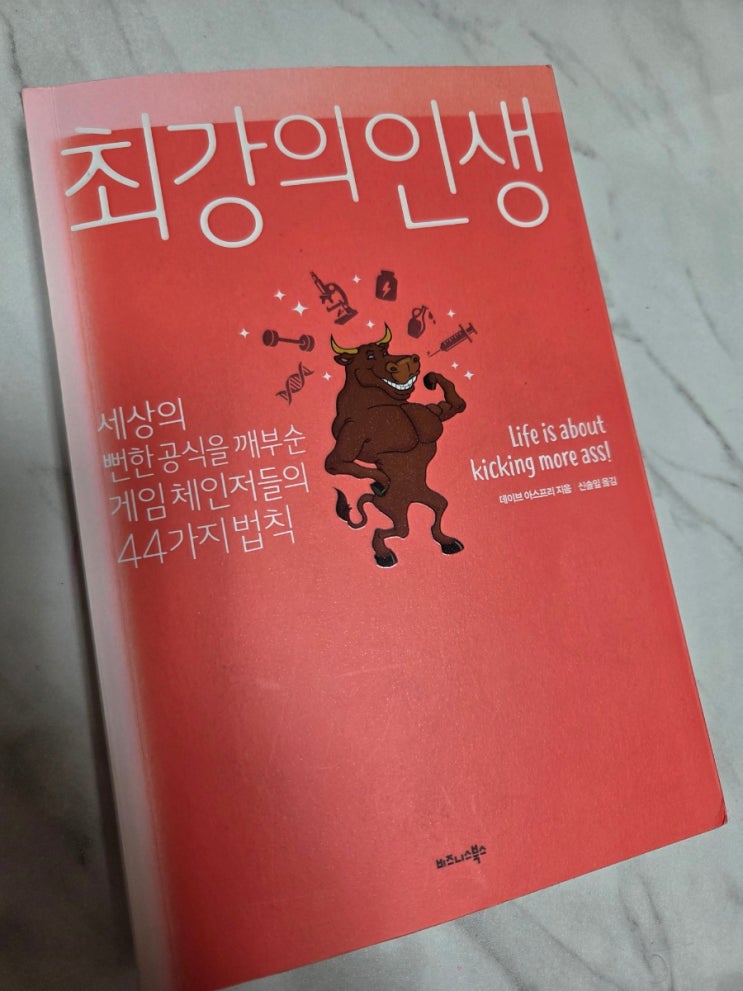 최강의 인생
세상의
뻔한 공식을 깨부순
게임 체인저들의
44가지 법칙
Life is about
kicking more ass!
데이브 아스프리 지음 신솔잎 옮김
비즈니스북스